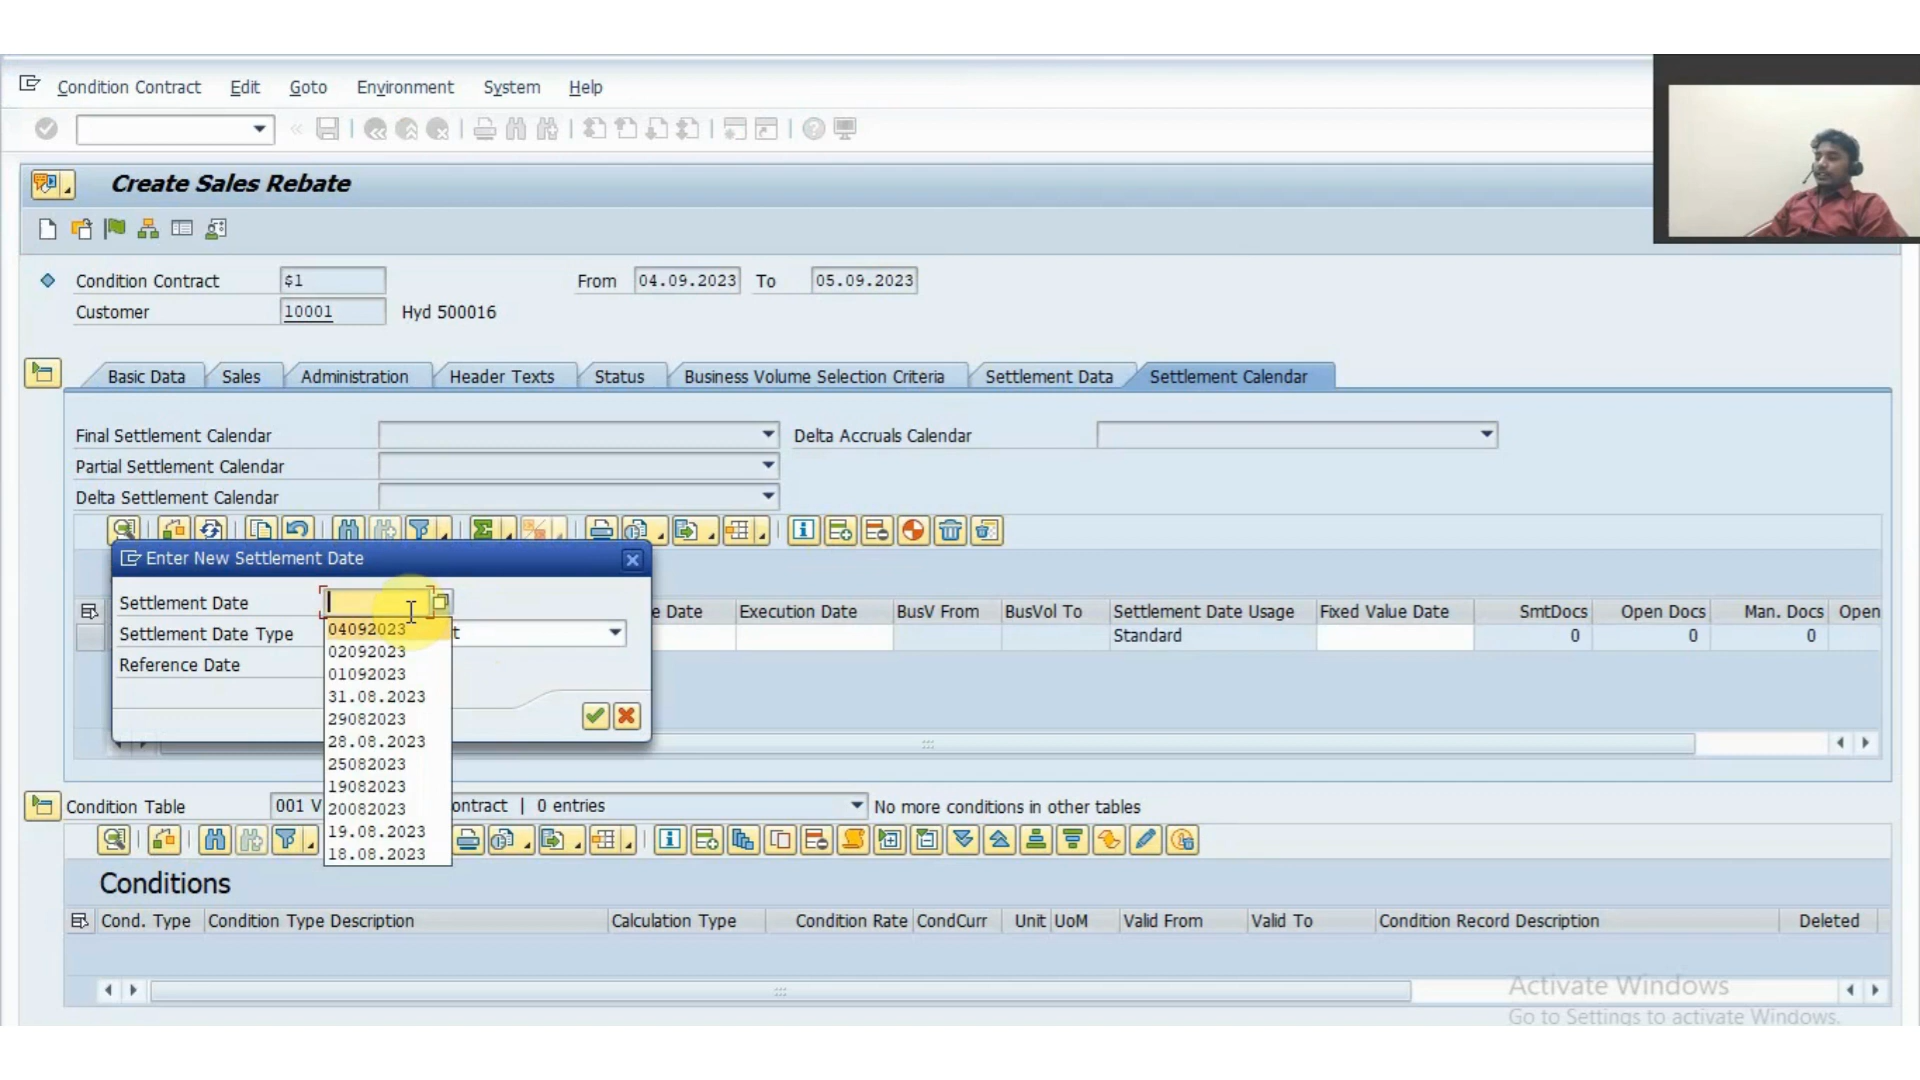 Condition Contract Edit Goto Environment System Help
Create Sales Rebate
Condition Contract $1 From 04.09.2023 To 05.09.2023
Customer 10001 Hyd 500016
Basic Data Sales Administration Header Texts Status Business Volume Selection Criteria Settlement Data Settlement Calendar
Final Settlement Calendar Delta Accruals Calendar
Partial Settlement Calendar
Delta Settlement Calendar
Enter New Settlement Date
Settlement Date
Settlement Date Type
Reference Date
04092023
02092023
01092023
31.08.2023
29082023
28.08.2023
25082023
19082023
20082023
19.08.2023
18.08.2023
Date Execution Date BusV From BusVol To Settlement Date Usage Fixed Value Date SmtDocs Open Docs Man. Docs Open
Standard 0 0 0
Condition Table 001 | 0 entries No more conditions in other tables
Conditions
Cond. Type Condition Type Description Calculation Type Condition Rate CondCurr Unit UoM Valid From Valid To Condition Record Description Deleted
Activate Windows
Go to Settings to activate Windows.